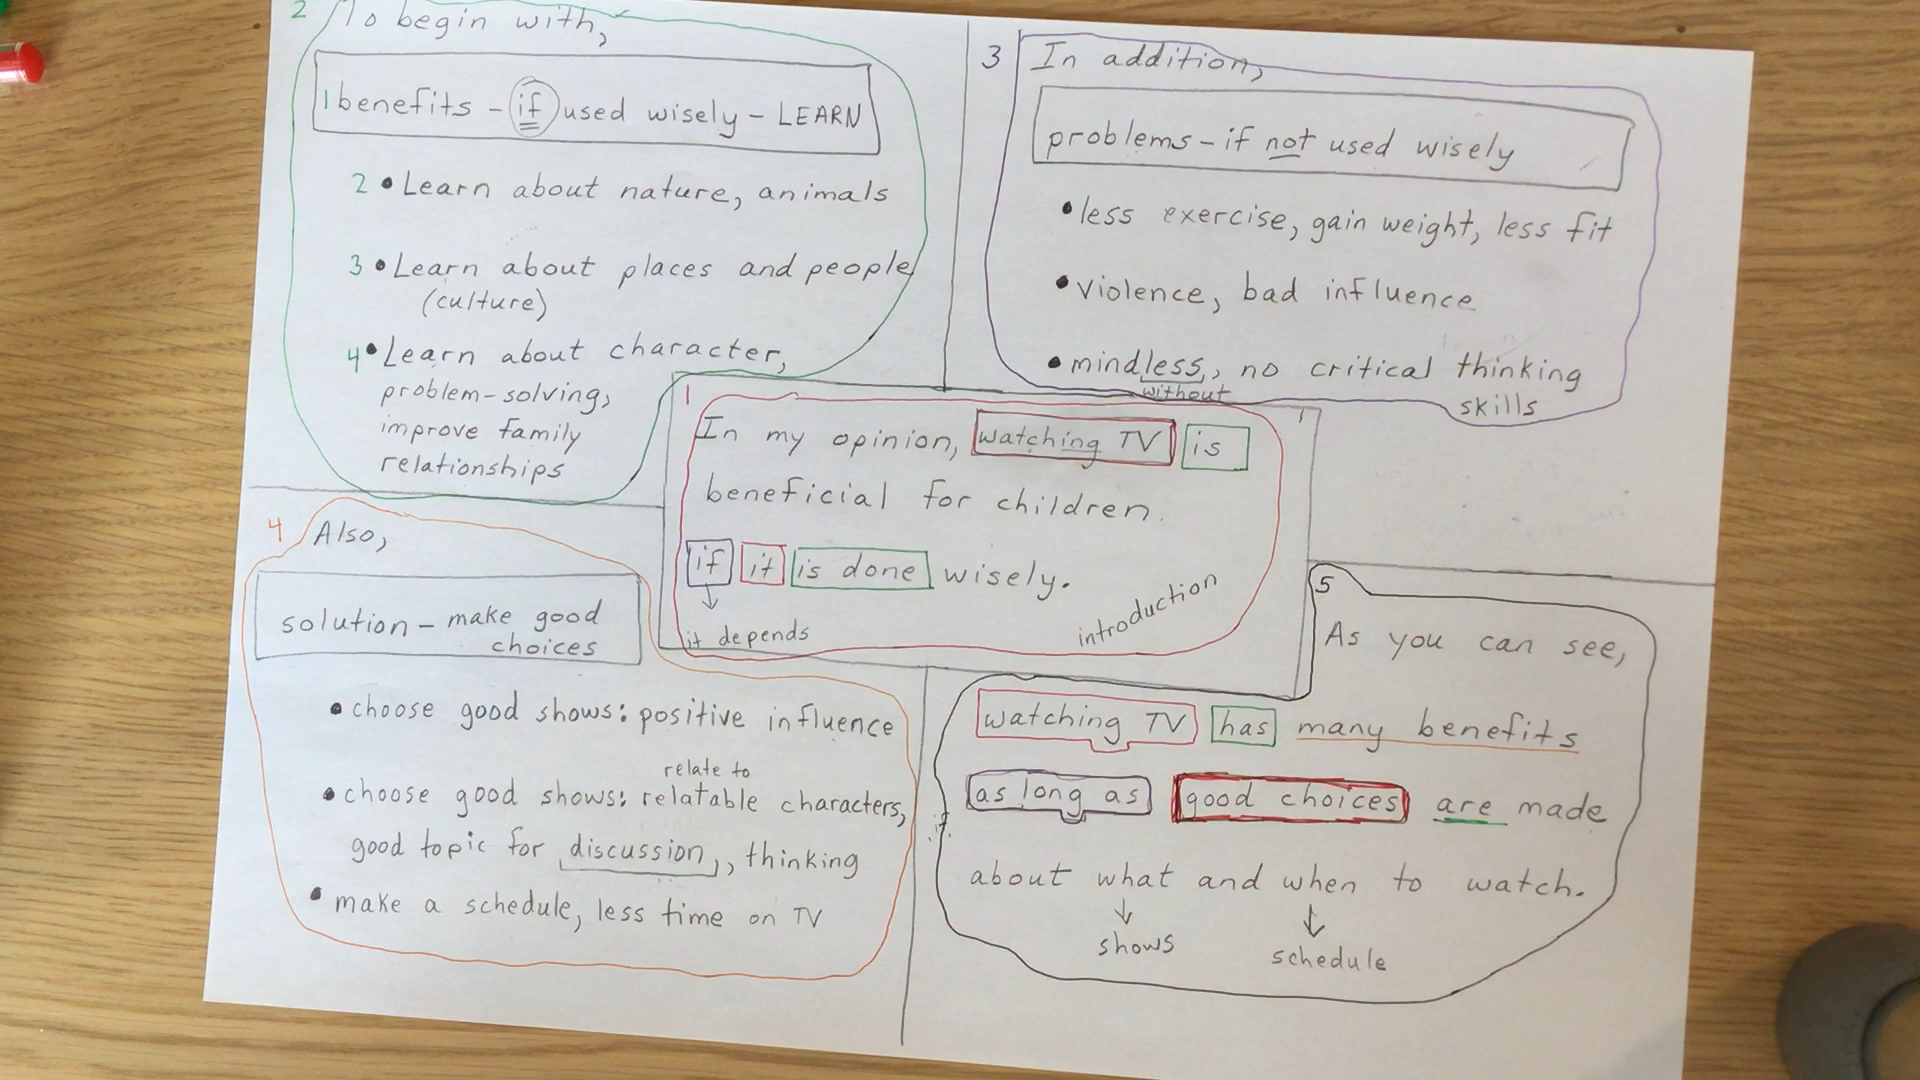 2 To begin with,
1 benefits - if used wisely - LEARN
2 • Learn about nature, animals
3 • Learn about places and people
(culture)
4 • Learn about character,
problem-solving,
improve family
relationships
3 In addition,
problems - if not used wisely
• less exercise, gain weight, less fit
• violence, bad influence
• mindless, no critical thinking
without
skills
1
In my opinion, watching TV is
beneficial for children
if it is done wisely.
it depends
introduction
4 Also,
solution - make good
choices
• choose good shows: positive influence
relate to
• choose good shows: relatable characters,
good topic for discussion, thinking
• make a schedule, less time on TV
5
As you can see,
watching TV has many benefits
as long as good choices are made
if
about what and when to watch.
shows
schedule